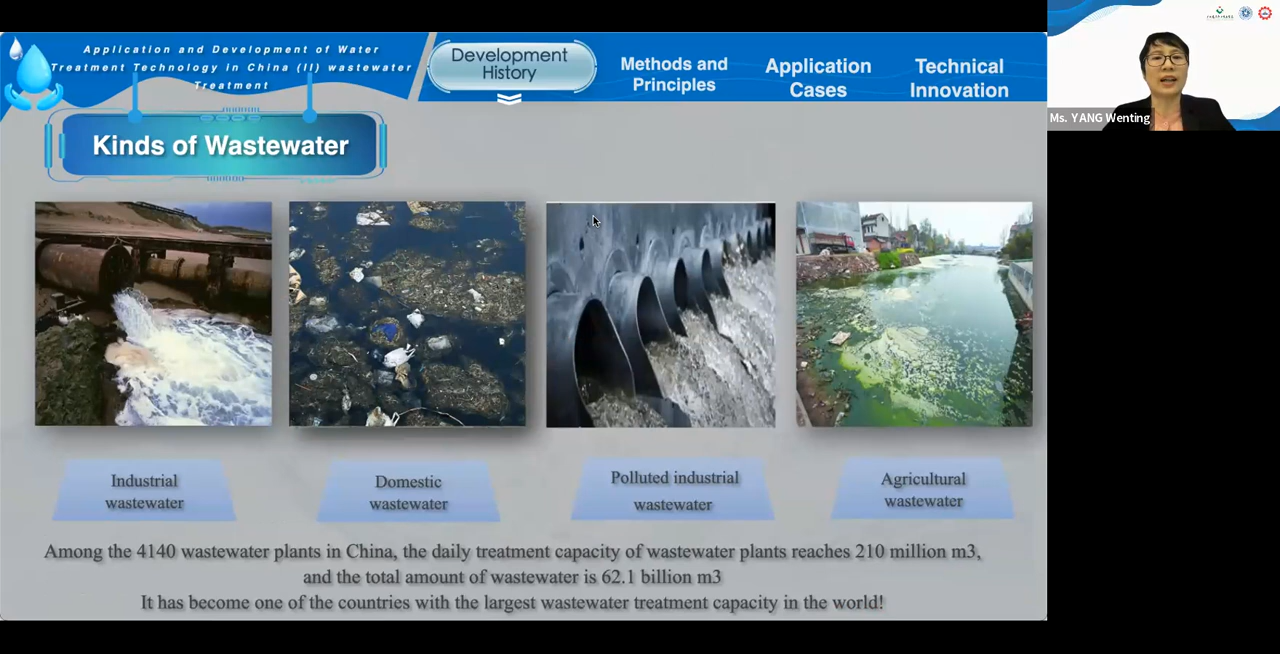 Application and Development of Water
Treatment Technology in China (II) wastewater
Treatment
Development
History
Methods and
Principles
Application
Cases
Technical
Innovation
Ms. YANG Wenting
Kinds of Wastewater
Industrial
wastewater
Domestic
wastewater
Polluted industrial
wastewater
Agricultural
wastewater
Among the 4140 wastewater plants in China, the daily treatment capacity of wastewater plants reaches 210 million m3,
and the total amount of wastewater is 62.1 billion m3
It has become one of the countries with the largest wastewater treatment capacity in the world!